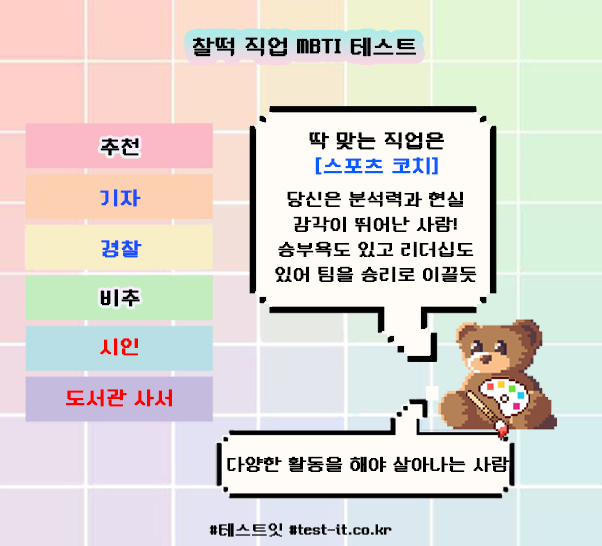 찰떡 직업 MBTI 테스트
추천
기자
경찰
비추
시인
도서관 사서
딱 맞는 직업은
[스포츠 코치]
당신은 분석력과 현실
감각이 뛰어난 사람!
승부욕도 있고 리더십도
있어 팀을 승리로 이끌듯
다양한 활동을 해야 살아나는 사람
#테스트잇 #test-it.co.kr